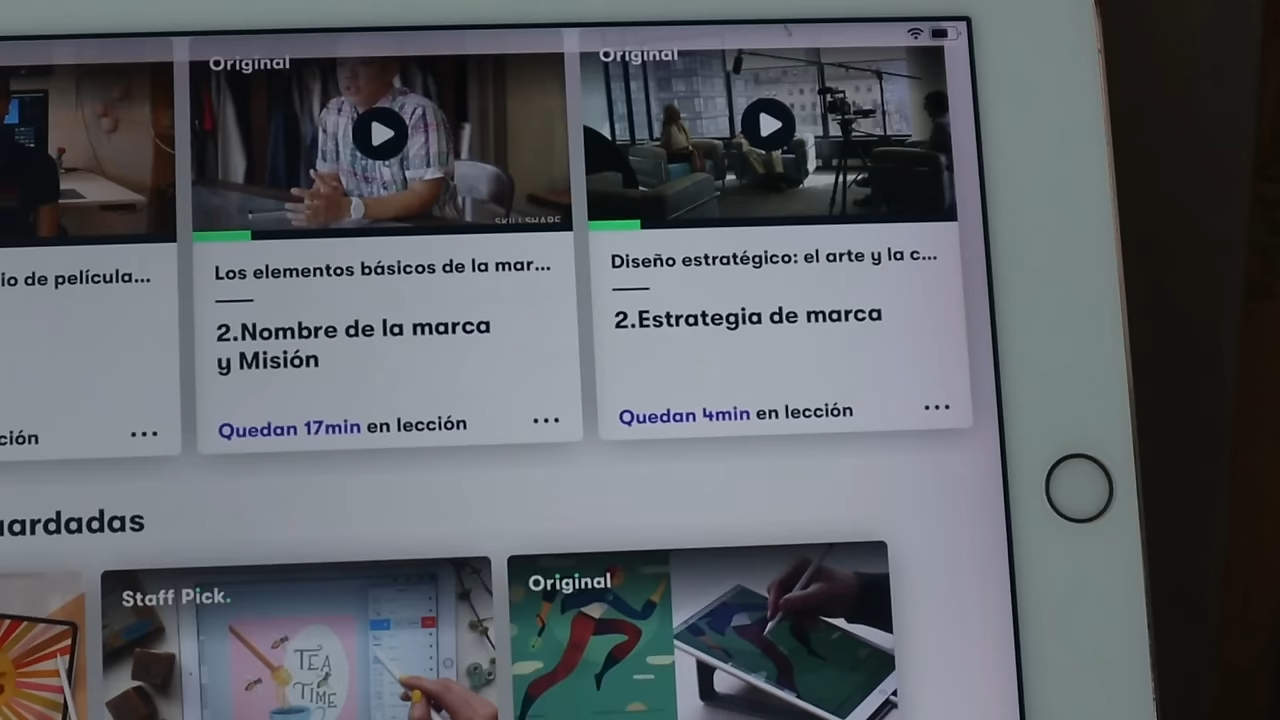 Original
Original
SKILLSHARE
io de película...
Los elementos básicos de la mar...
Diseño estratégico: el arte y la c...
2.Nombre de la marca
y Misión
2.Estrategia de marca
ción
Quedan 17min en lección
Quedan 4min en lección
uardadas
Staff Pick.
Original
TEA
TIME